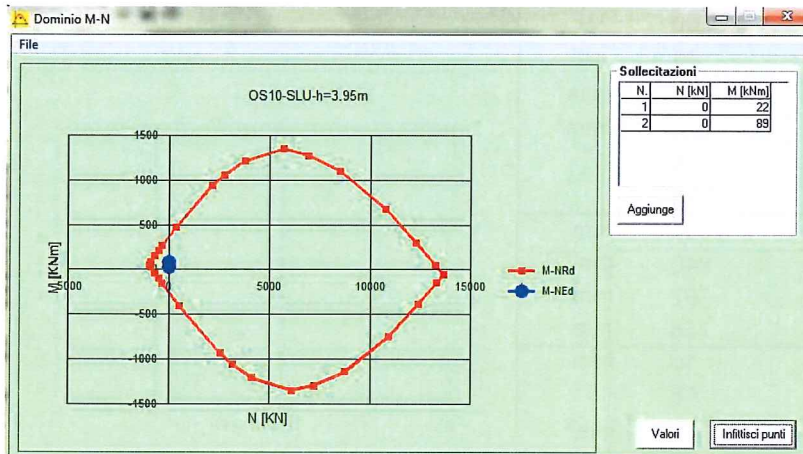 Dominio M-N
File
OS10-SLU-h=3.95m
1500
1000
500
-5000
0
5000
10000
15000
-500
-1000
-1500
M [KNm]
N [KN]
M-NRd
M-NEd
Sollecitazioni
N. N [kN] M [kNm]
1 0 22
2 0 89
Aggiunge
Valori
Infittisci punti